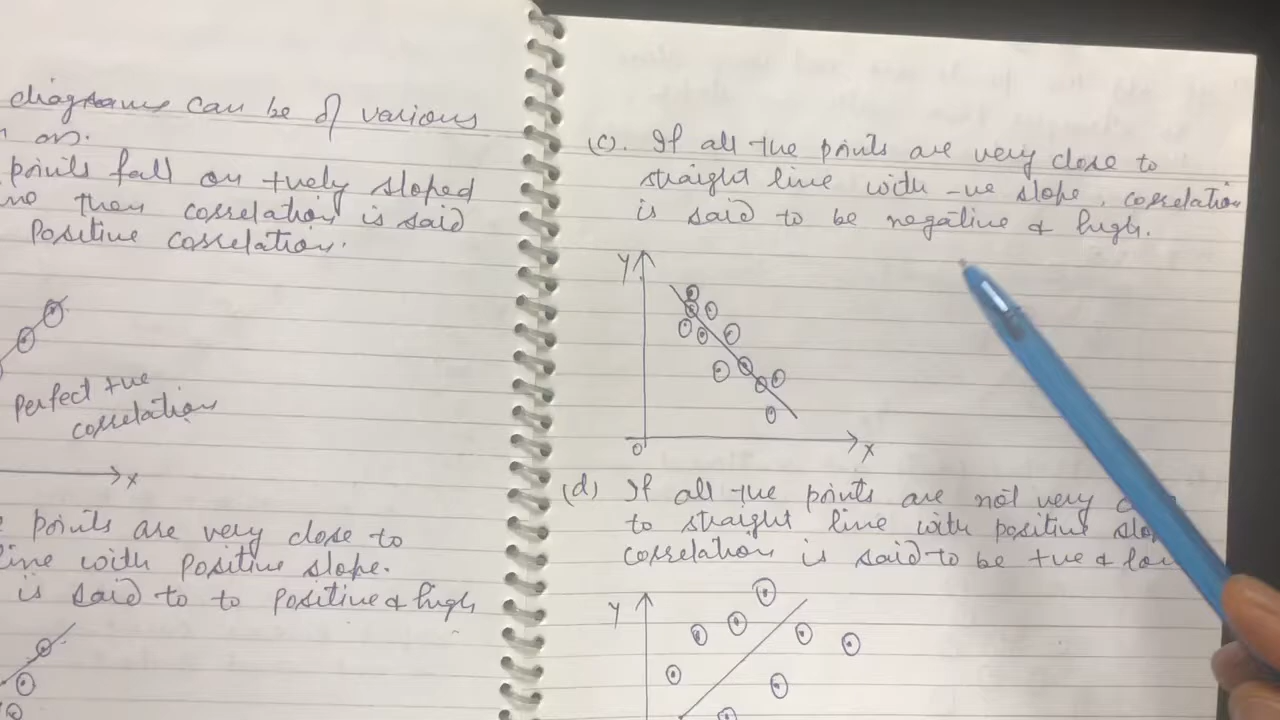 diagrams can be of various
on.
points fall on +vely sloped
then correlation is said
Positive correlation.
Perfect +ve
correlation
X
points are very close to
line with positive slope.
is said to to positive & high
(c). If all the points are very close to
straight line with -ve slope, correlation
is said to be negative & high.
Y
O
X
(d) If all the points are not very
to straight line with positive
correlation is said to be +ve &
Y